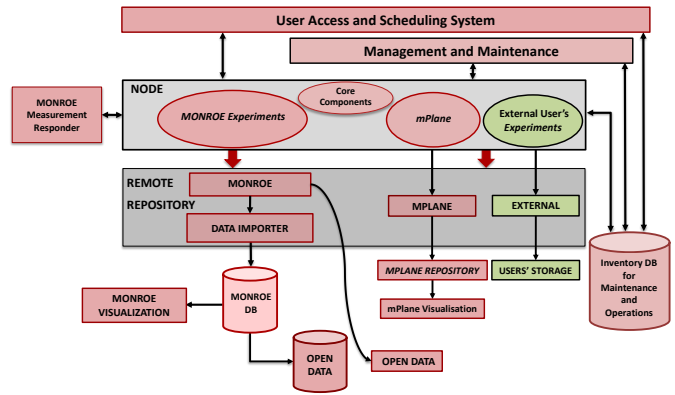 User Access and Scheduling System
Management and Maintenance
NODE
Core
Components
MONROE
Measurement
Responder
MONROE Experiments
mPlane
External User's
Experiments
REMOTE
REPOSITORY
MONROE
MPLANE
EXTERNAL
DATA IMPORTER
MPLANE REPOSITORY
USERS' STORAGE
Inventory DB
for
Maintenance
and
Operations
MONROE
VISUALIZATION
MONROE
DB
mPlane Visualisation
OPEN
DATA
OPEN DATA